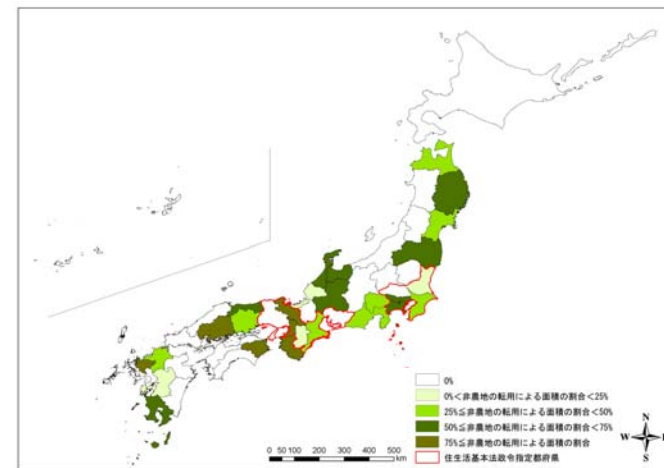 0%
0%<非農地の転用による面積の割合<25%
25%≦非農地の転用による面積の割合<50%
50%≦非農地の転用による面積の割合<75%
75%≦非農地の転用による面積の割合
住生活基本法政令指定都府県
0 50 100 200 300 400 500
km
N
W E
S